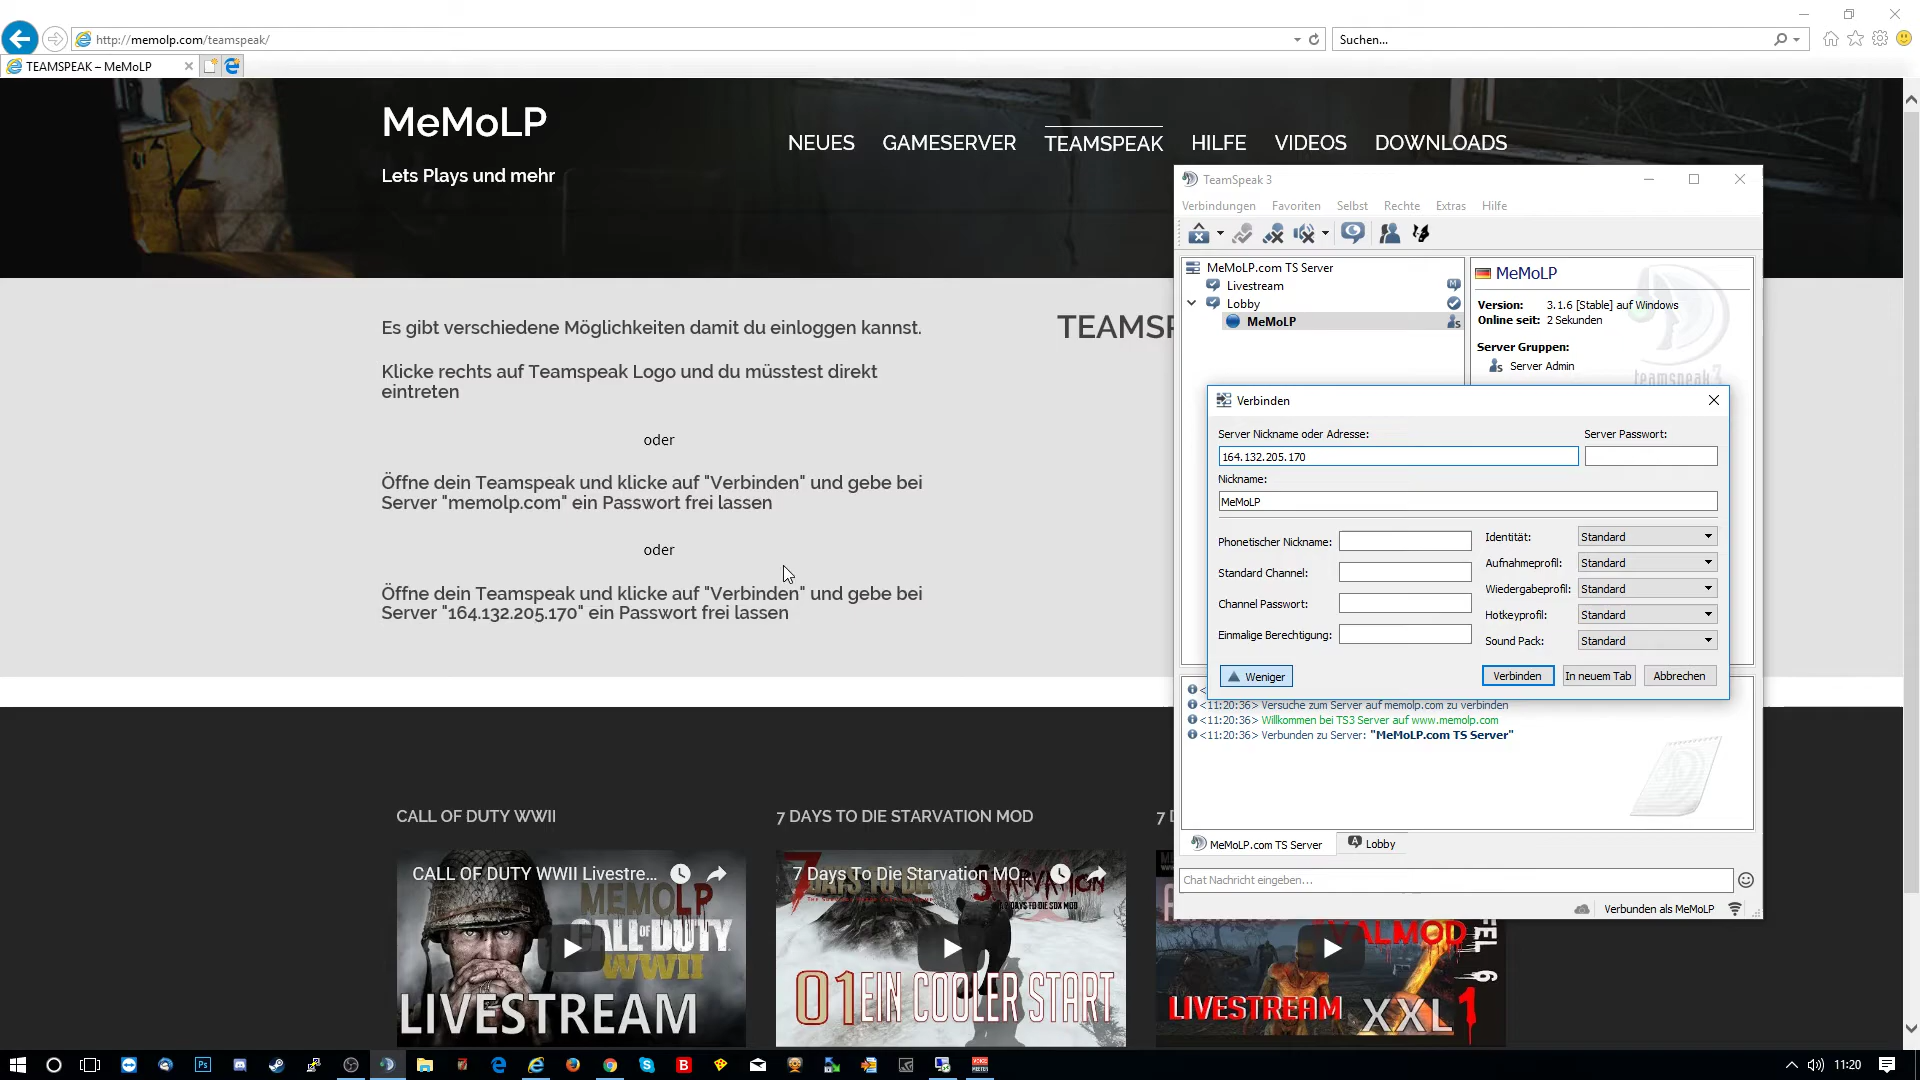 http://memolp.com/teamspeak/
Suchen...
TEAMSPEAK – MeMoLP
MeMoLP
Lets Plays und mehr
NEUES GAMESERVER TEAMSPEAK HILFE VIDEOS DOWNLOADS
Es gibt verschiedene Möglichkeiten damit du einloggen kannst.
Klicke rechts auf Teamspeak Logo und du müsstest direkt
eintreten
oder
Öffne dein Teamspeak und klicke auf "Verbinden" und gebe bei
Server "memolp.com" ein Passwort frei lassen
oder
Öffne dein Teamspeak und klicke auf "Verbinden" und gebe bei
Server "164.132.205.170" ein Passwort frei lassen
TeamSpeak 3
Verbindungen Favoriten Selbst Rechte Extras Hilfe
MeMoLP.com TS Server
Livestream
Lobby
MeMoLP
MeMoLP
Version: 3.1.6 [Stable] auf Windows
Online seit: 2 Sekunden
Server Gruppen:
Server Admin
teamspeak 3
Verbinden
Server Nickname oder Adresse: Server Passwort:
164.132.205.170
Nickname:
MeMoLP
Phonetischer Nickname:
Standard Channel:
Channel Passwort:
Einmalige Berechtigung:
Identität: Standard
Aufnahmeprofil: Standard
Wiedergabeprofil: Standard
Hotkeyprofil: Standard
Sound Pack: Standard
Weniger Verbinden In neuem Tab Abbrechen
<11:20:36> Versuche zum Server auf memolp.com zu verbinden
<11:20:36> Willkommen bei TS3 Server auf www.memolp.com
<11:20:36> Verbunden zu Server: "MeMoLP.com TS Server"
MeMoLP.com TS Server Lobby
Chat Nachricht eingeben...
Verbunden als MeMoLP
CALL OF DUTY WWII
CALL OF DUTY WWII Livestre...
MEMOLP
CALL OF DUTY
WWII
LIVESTREAM
7 DAYS TO DIE STARVATION MOD
7 Days To Die Starvation MO...
STARVATION
01 EIN COOLER START
VALMOD
LIVESTREAM XXL 1
11:20